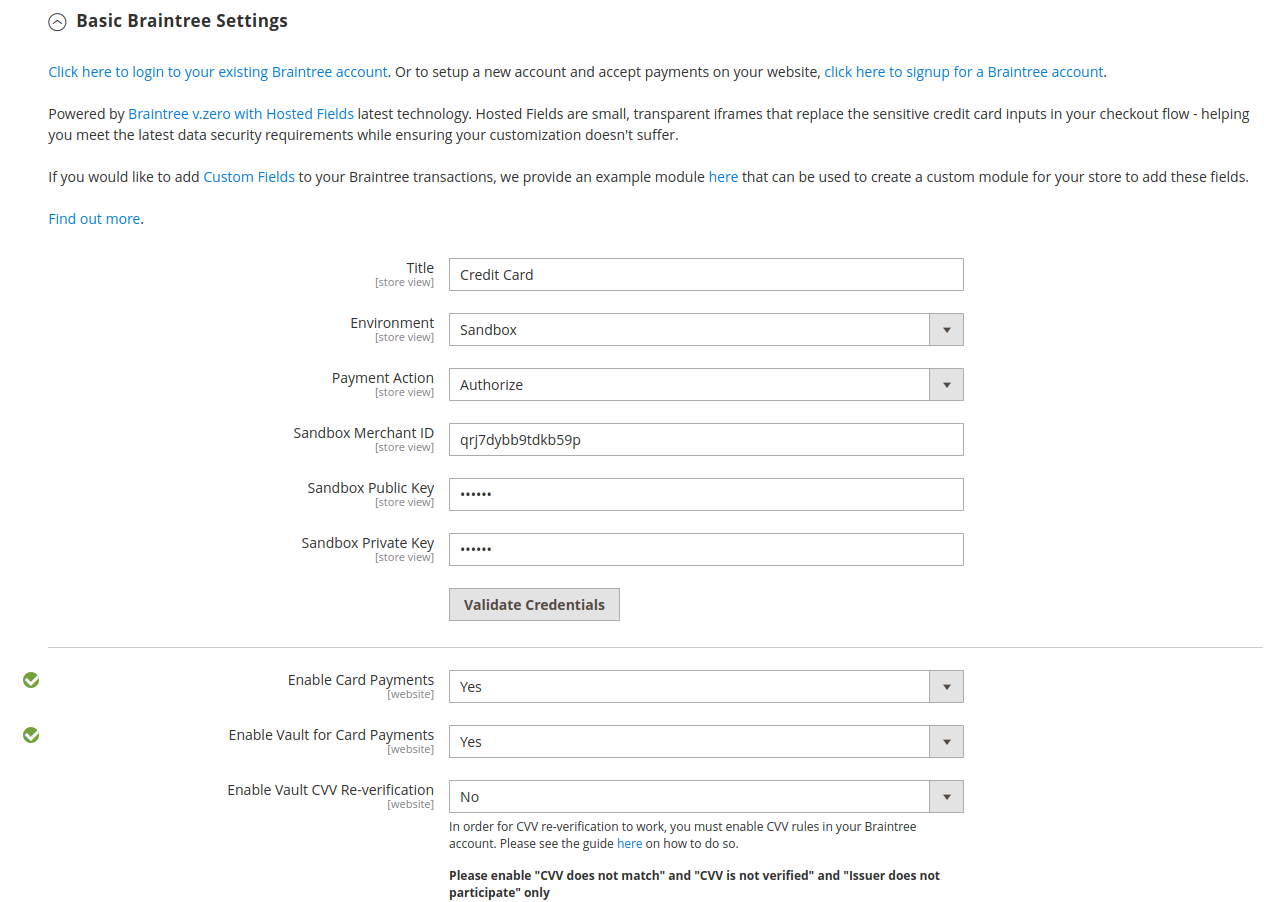 Basic Braintree Settings
Click here to login to your existing Braintree account. Or to setup a new account and accept payments on your website, click here to signup for a Braintree account.
Powered by Braintree v.zero with Hosted Fields latest technology. Hosted Fields are small, transparent iframes that replace the sensitive credit card inputs in your checkout flow - helping
you meet the latest data security requirements while ensuring your customization doesn't suffer.
If you would like to add Custom Fields to your Braintree transactions, we provide an example module here that can be used to create a custom module for your store to add these fields.
Find out more.
Title
[store view]
Credit Card
Environment
[store view]
Sandbox
Payment Action
[store view]
Authorize
Sandbox Merchant ID
[store view]
qrj7dybb9tdkb59p
Sandbox Public Key
[store view]
••••••
Sandbox Private Key
[store view]
••••••
Validate Credentials
Enable Card Payments
[website]
Yes
Enable Vault for Card Payments
[website]
Yes
Enable Vault CVV Re-verification
[website]
No
In order for CVV re-verification to work, you must enable CVV rules in your Braintree
account. Please see the guide here on how to do so.
Please enable "CVV does not match" and "CVV is not verified" and "Issuer does not
participate" only